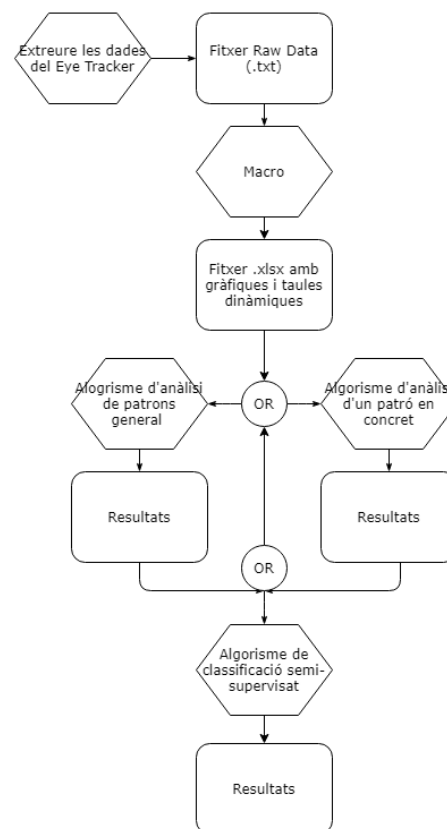 Extreure les dades
del Eye Tracker
Fitxer Raw Data
(.txt)
Macro
Fitxer .xlsx amb
gràfiques i taules
dinàmiques
Alogrisme d'anàlisi
de patrons
general
OR
Algorisme d'anàlisi
d'un patró en
concret
Resultats
Resultats
OR
Algorisme de
classificació semi-
supervisat
Resultats